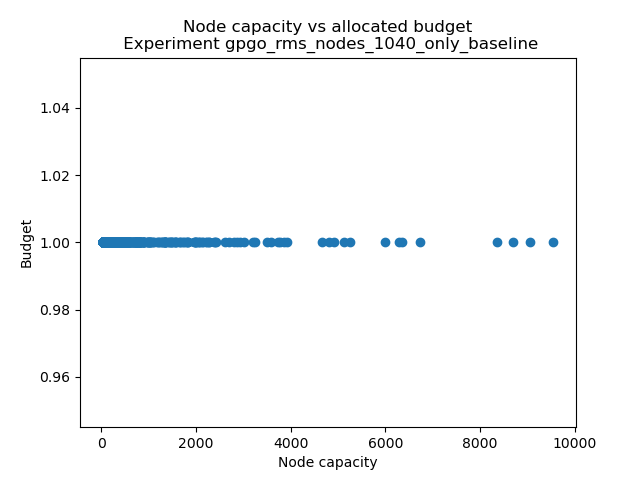 Node capacity vs allocated budget
Experiment gpgo_rms_nodes_1040_only_baseline
1.04
1.02
1.00
0.98
0.96
Budget
0
2000
4000
6000
8000
10000
Node capacity